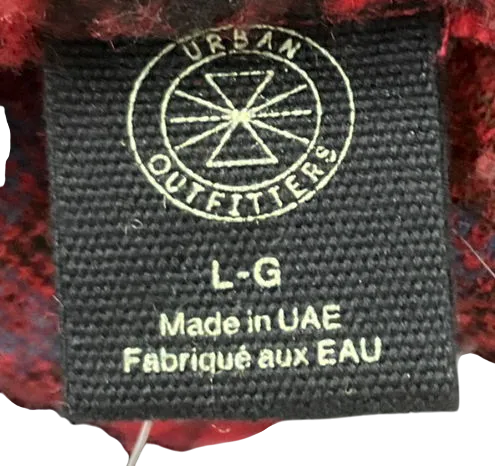 URBAN
OUTFITTERS
L-G
Made in UAE
Fabriqué aux EAU